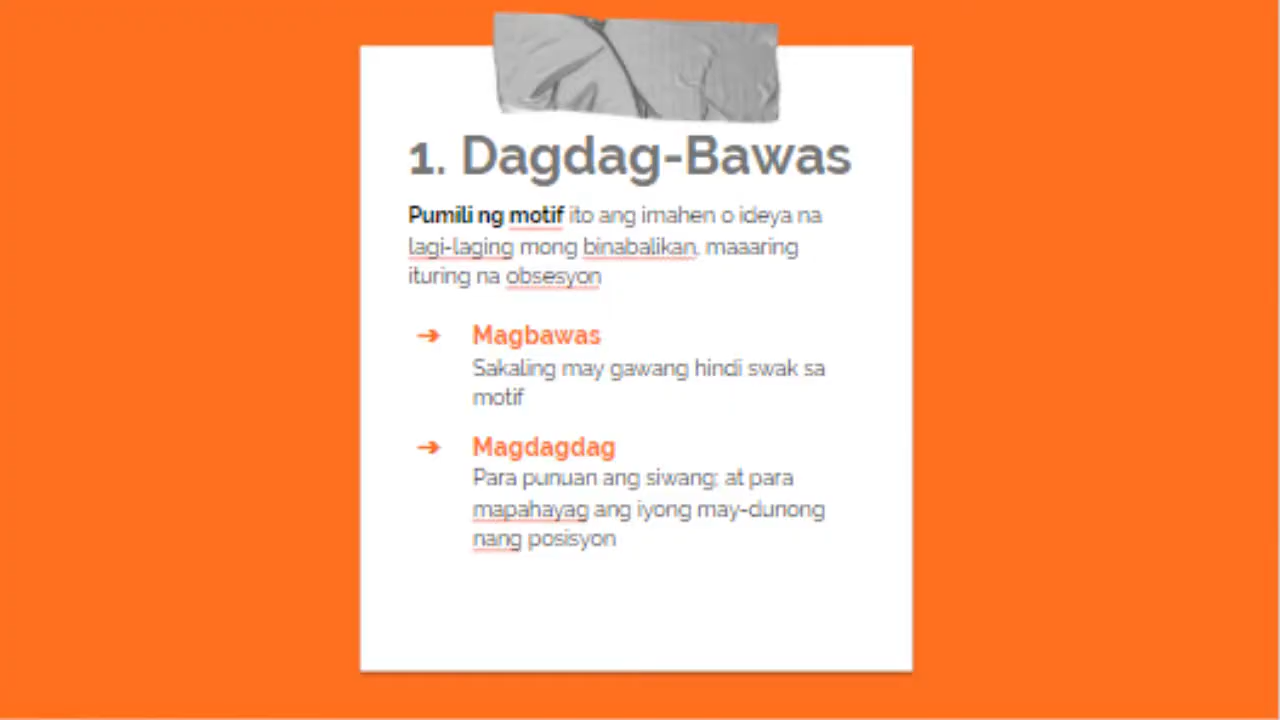 1. Dagdag-Bawas
Pumili ng motif ito ang imahen o ideya na
lagi-laging mong binabalikan, maaaring
ituring na obsesyon
➔ Magbawas
Sakaling may gawang hindi swak sa
motif
➔ Magdagdag
Para punuan ang siwang; at para
mapahayag ang iyong may-dunong
nang posisyon